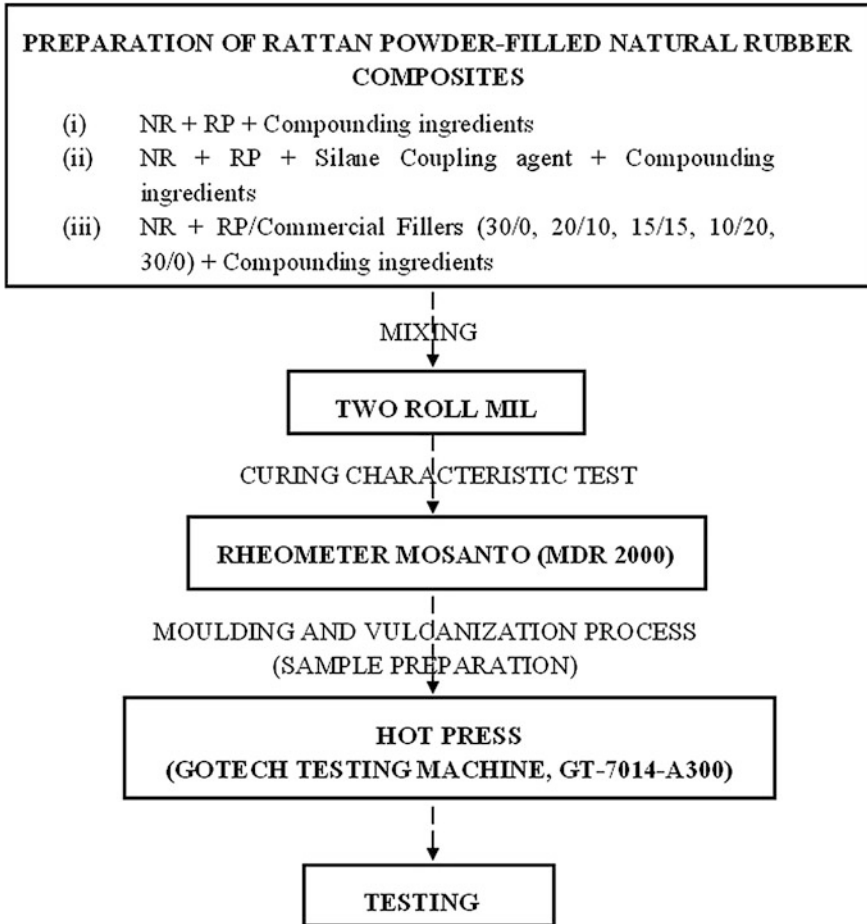 PREPARATION OF RATTAN POWDER-FILLED NATURAL RUBBER
COMPOSITES
(i) NR + RP + Compounding ingredients
(ii) NR + RP + Silane Coupling agent + Compounding
ingredients
(iii) NR + RP/Commercial Fillers (30/0, 20/10, 15/15, 10/20,
30/0) + Compounding ingredients
MIXING
TWO ROLL MIL
CURING CHARACTERISTIC TEST
RHEOMETER MOSANTO (MDR 2000)
MOULDING AND VULCANIZATION PROCESS
(SAMPLE PREPARATION)
HOT PRESS
(GOTECH TESTING MACHINE, GT-7014-A300)
TESTING